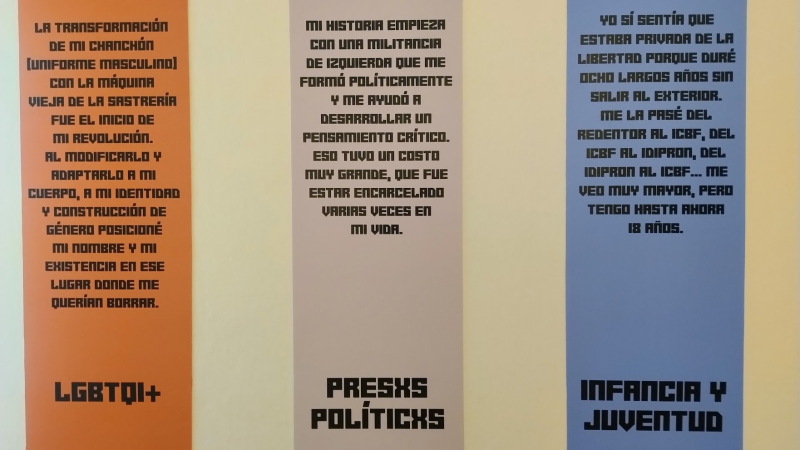 LA TRANSFORMACIÓN
DE MI CHANCHÓN
[UNIFORME MASCULINO]
CON LA MÁQUINA
VIEJA DE LA SASTRERÍA
FUE EL INICIO DE
MI REVOLUCIÓN.
AL MODIFICARLO Y
ADAPTARLO A MI
CUERPO, A MI IDENTIDAD
Y CONSTRUCCIÓN DE
GÉNERO POSICIONÉ
MI NOMBRE Y MI
EXISTENCIA EN ESE
LUGAR DONDE ME
QUERÍAN BORRAR.
LGBTQI+
MI HISTORIA EMPIEZA
CON UNA MILITANCIA
DE IZQUIERDA QUE ME
FORMÓ POLÍTICAMENTE
Y ME AYUDÓ A
DESARROLLAR UN
PENSAMIENTO CRÍTICO.
ESO TUVO UN COSTO
MUY GRANDE, QUE FUE
ESTAR ENCARCELADO
VARIAS VECES EN
MI VIDA.
PRESXS
POLÍTICXS
YO SÍ SENTÍA QUE
ESTABA PRIVADA DE LA
LIBERTAD PORQUE DURÉ
OCHO LARGOS AÑOS SIN
SALIR AL EXTERIOR.
ME LA PASÉ DEL
REDENTOR AL ICBF, DEL
ICBF AL IDIPRON, DEL
IDIPRON AL ICBF... ME
VEO MUY MAYOR, PERO
TENGO HASTA AHORA
18 AÑOS.
INFANCIA Y
JUVENTUD